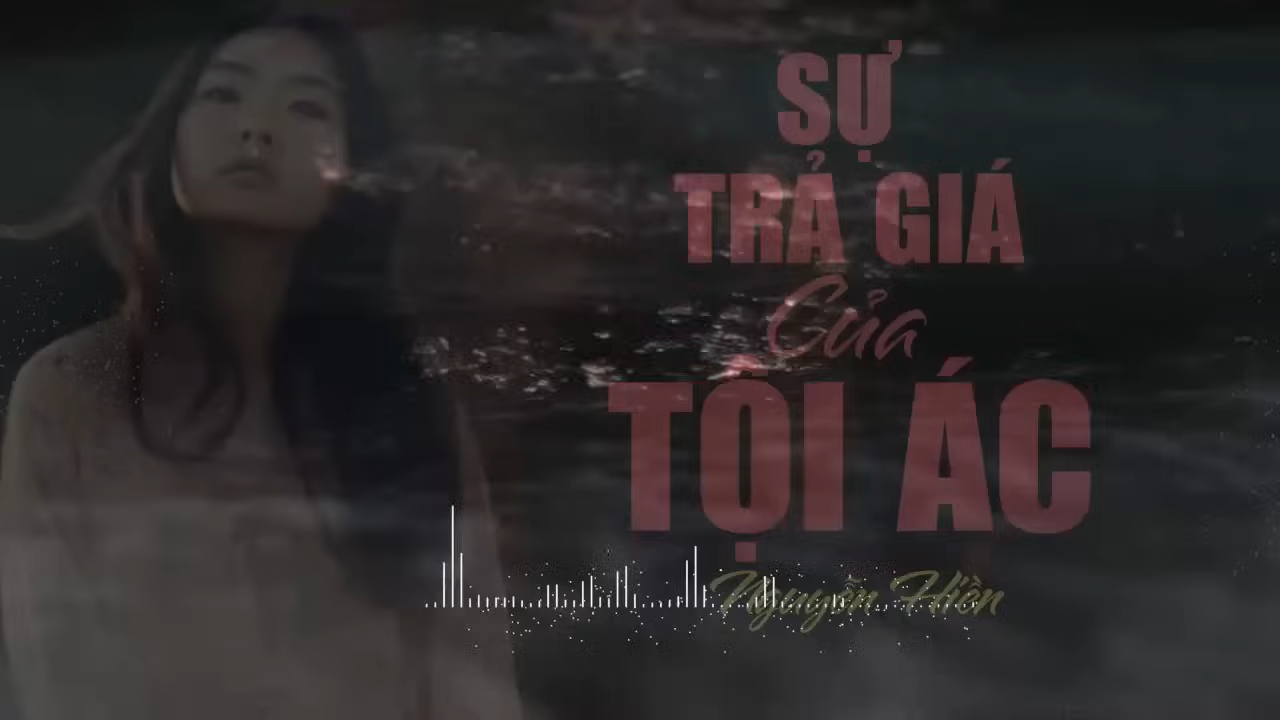 SỰ
TRẢ GIÁ
Của
TỘI ÁC
Nguyễn Hiền